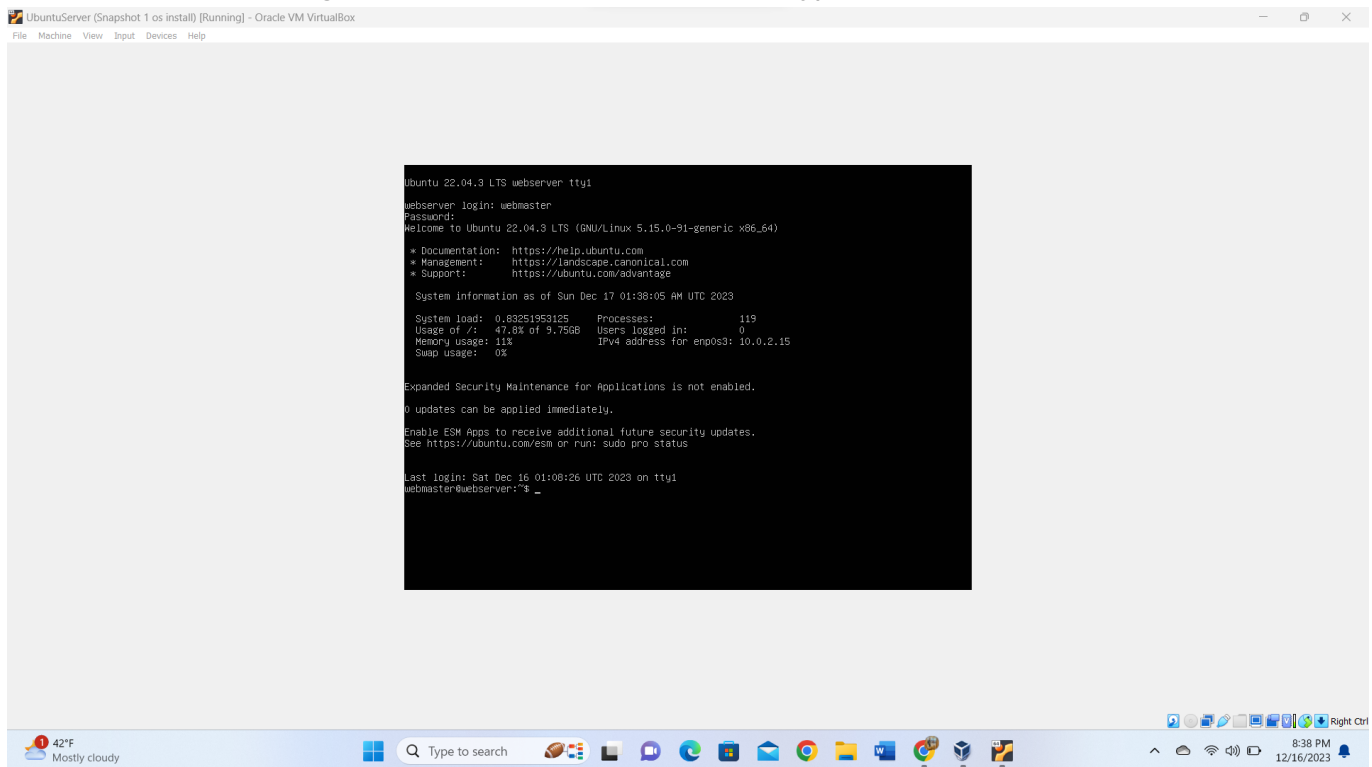 UbuntuServer (Snapshot 1 os install) [Running] - Oracle VM VirtualBox
File Machine View Input Devices Help
Ubuntu 22.04.3 LTS webserver tty1
webserver login: webmaster
Password:
Welcome to Ubuntu 22.04.3 LTS (GNU/Linux 5.15.0-91-generic x86_64)
* Documentation: https://help.ubuntu.com
* Management: https://landscape.canonical.com
* Support: https://ubuntu.com/advantage
System information as of Sun Dec 17 01:38:05 AM UTC 2023
System load: 0.83251953125 Processes: 119
Usage of /: 47.8% of 9.75GB Users logged in: 0
Memory usage: 11% IPv4 address for enp0s3: 10.0.2.15
Swap usage: 0%
Expanded Security Maintenance for Applications is not enabled.
0 updates can be applied immediately.
Enable ESM Apps to receive additional future security updates.
See https://ubuntu.com/esm or run: sudo pro status
Last login: Sat Dec 16 01:08:26 UTC 2023 on tty1
webmaster@webserver:~$ _
Right Ctrl
1
42°F
Mostly cloudy
Type to search
8:38 PM
12/16/2023